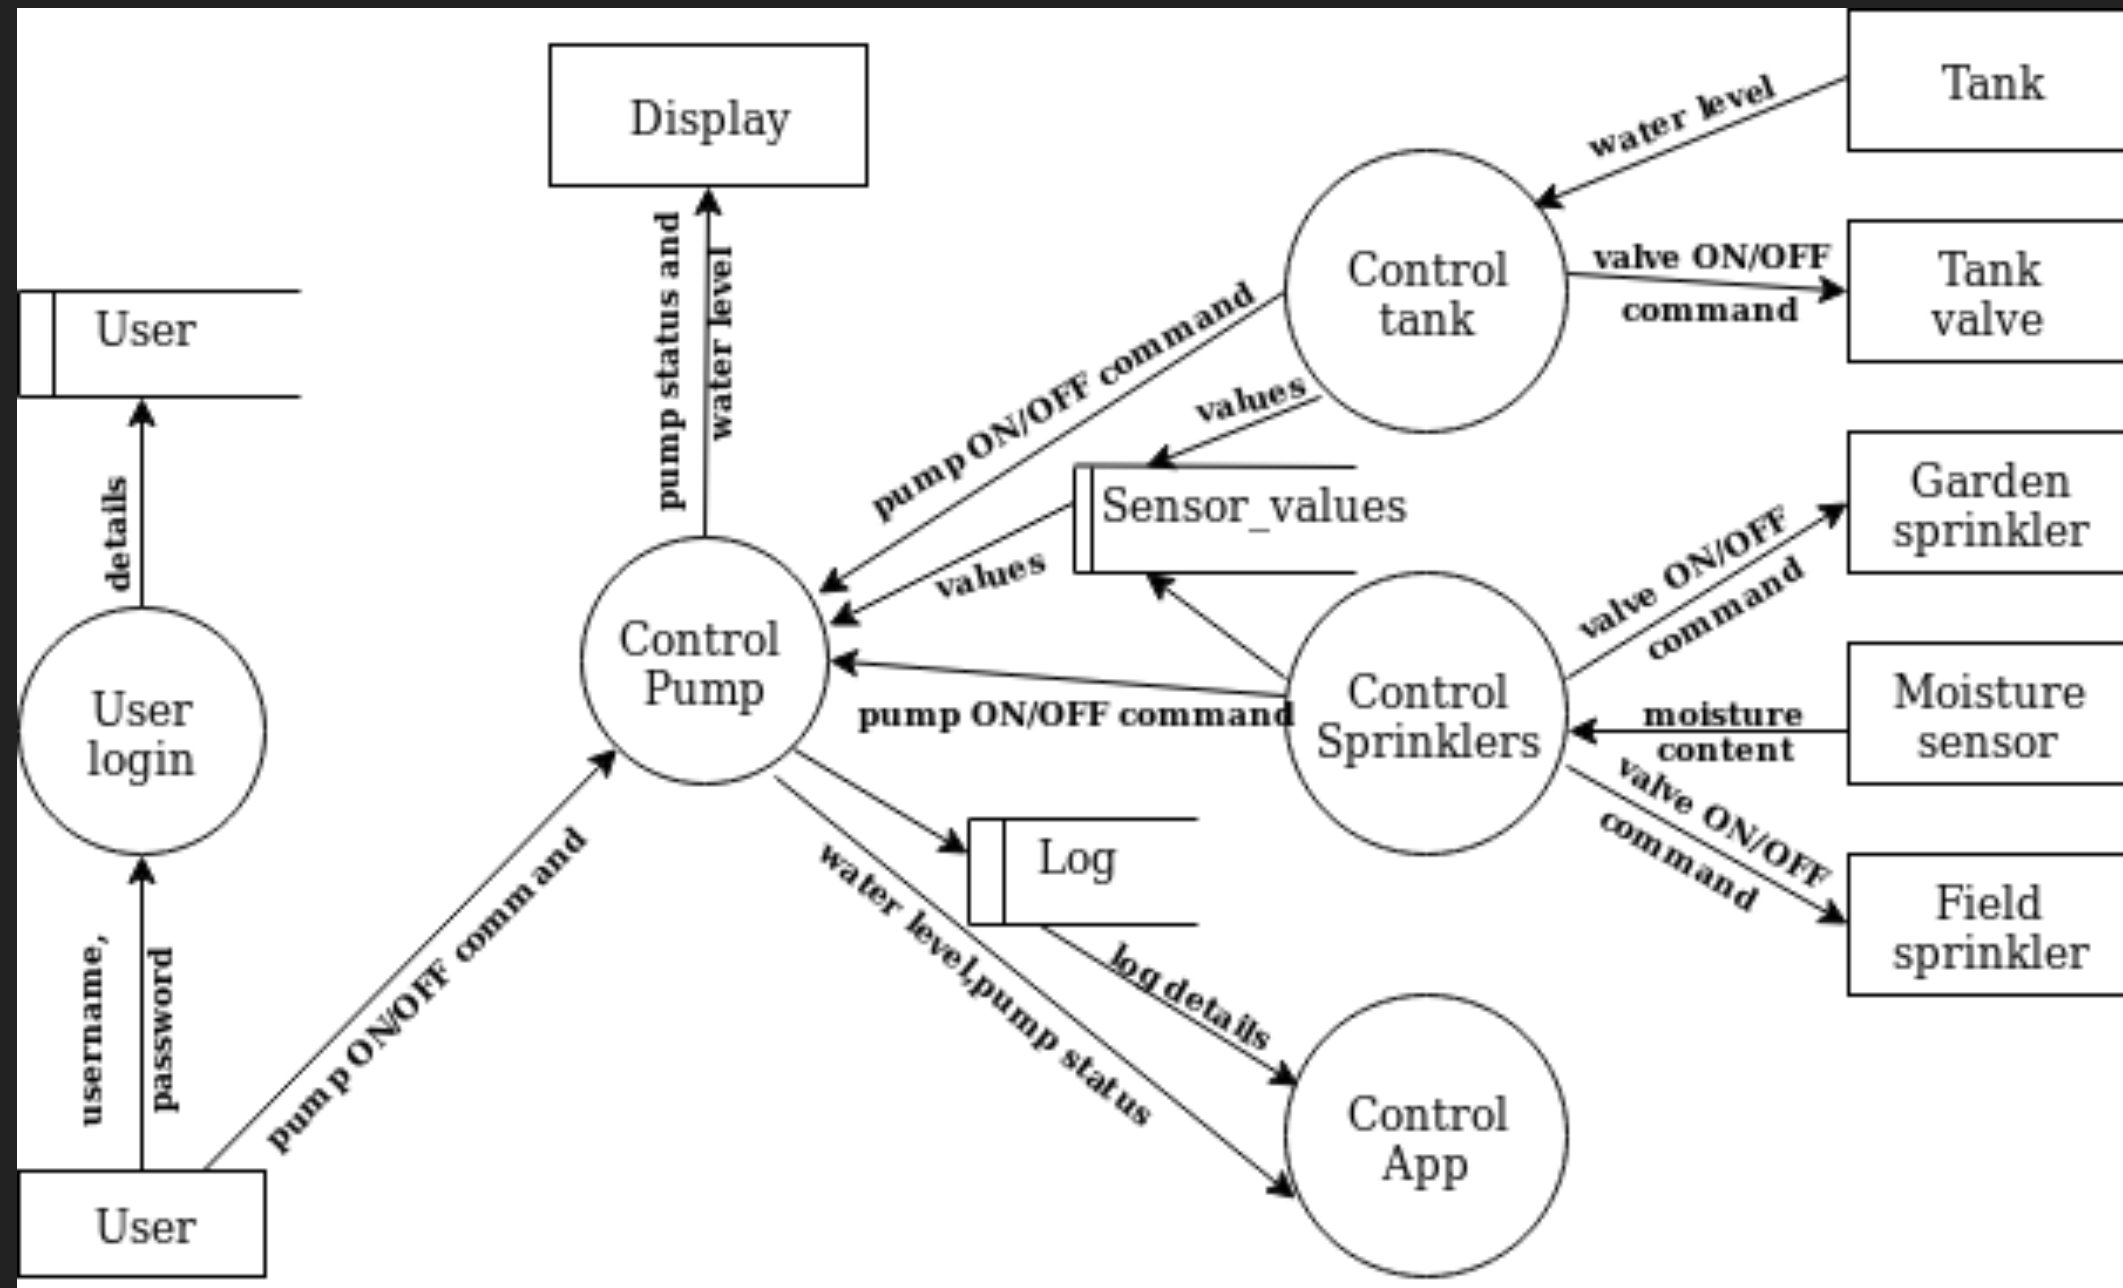 Tank
water level
Display
Control
tank
valve ON/OFF
command
Tank
valve
pump status and
water level
User
pump ON/OFF command
values
Sensor_values
values
Garden
sprinkler
valve ON/OFF
command
details
User
login
Control
Pump
pump ON/OFF command
Control
Sprinklers
moisture
content
Moisture
sensor
valve ON/OFF
command
Field
sprinkler
Log
log details
water level,pump status
Control
App
username,
password
pump ON/OFF command
User